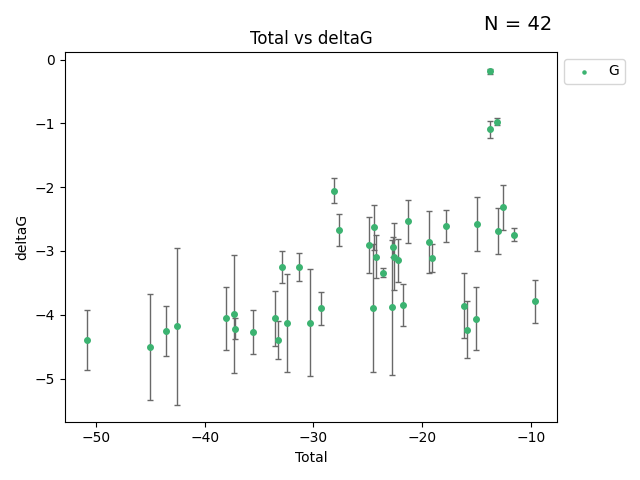 N = 42
Total vs deltaG
G
0
−1
−2
−3
−4
−5
deltaG
−50 −40 −30 −20 −10
Total